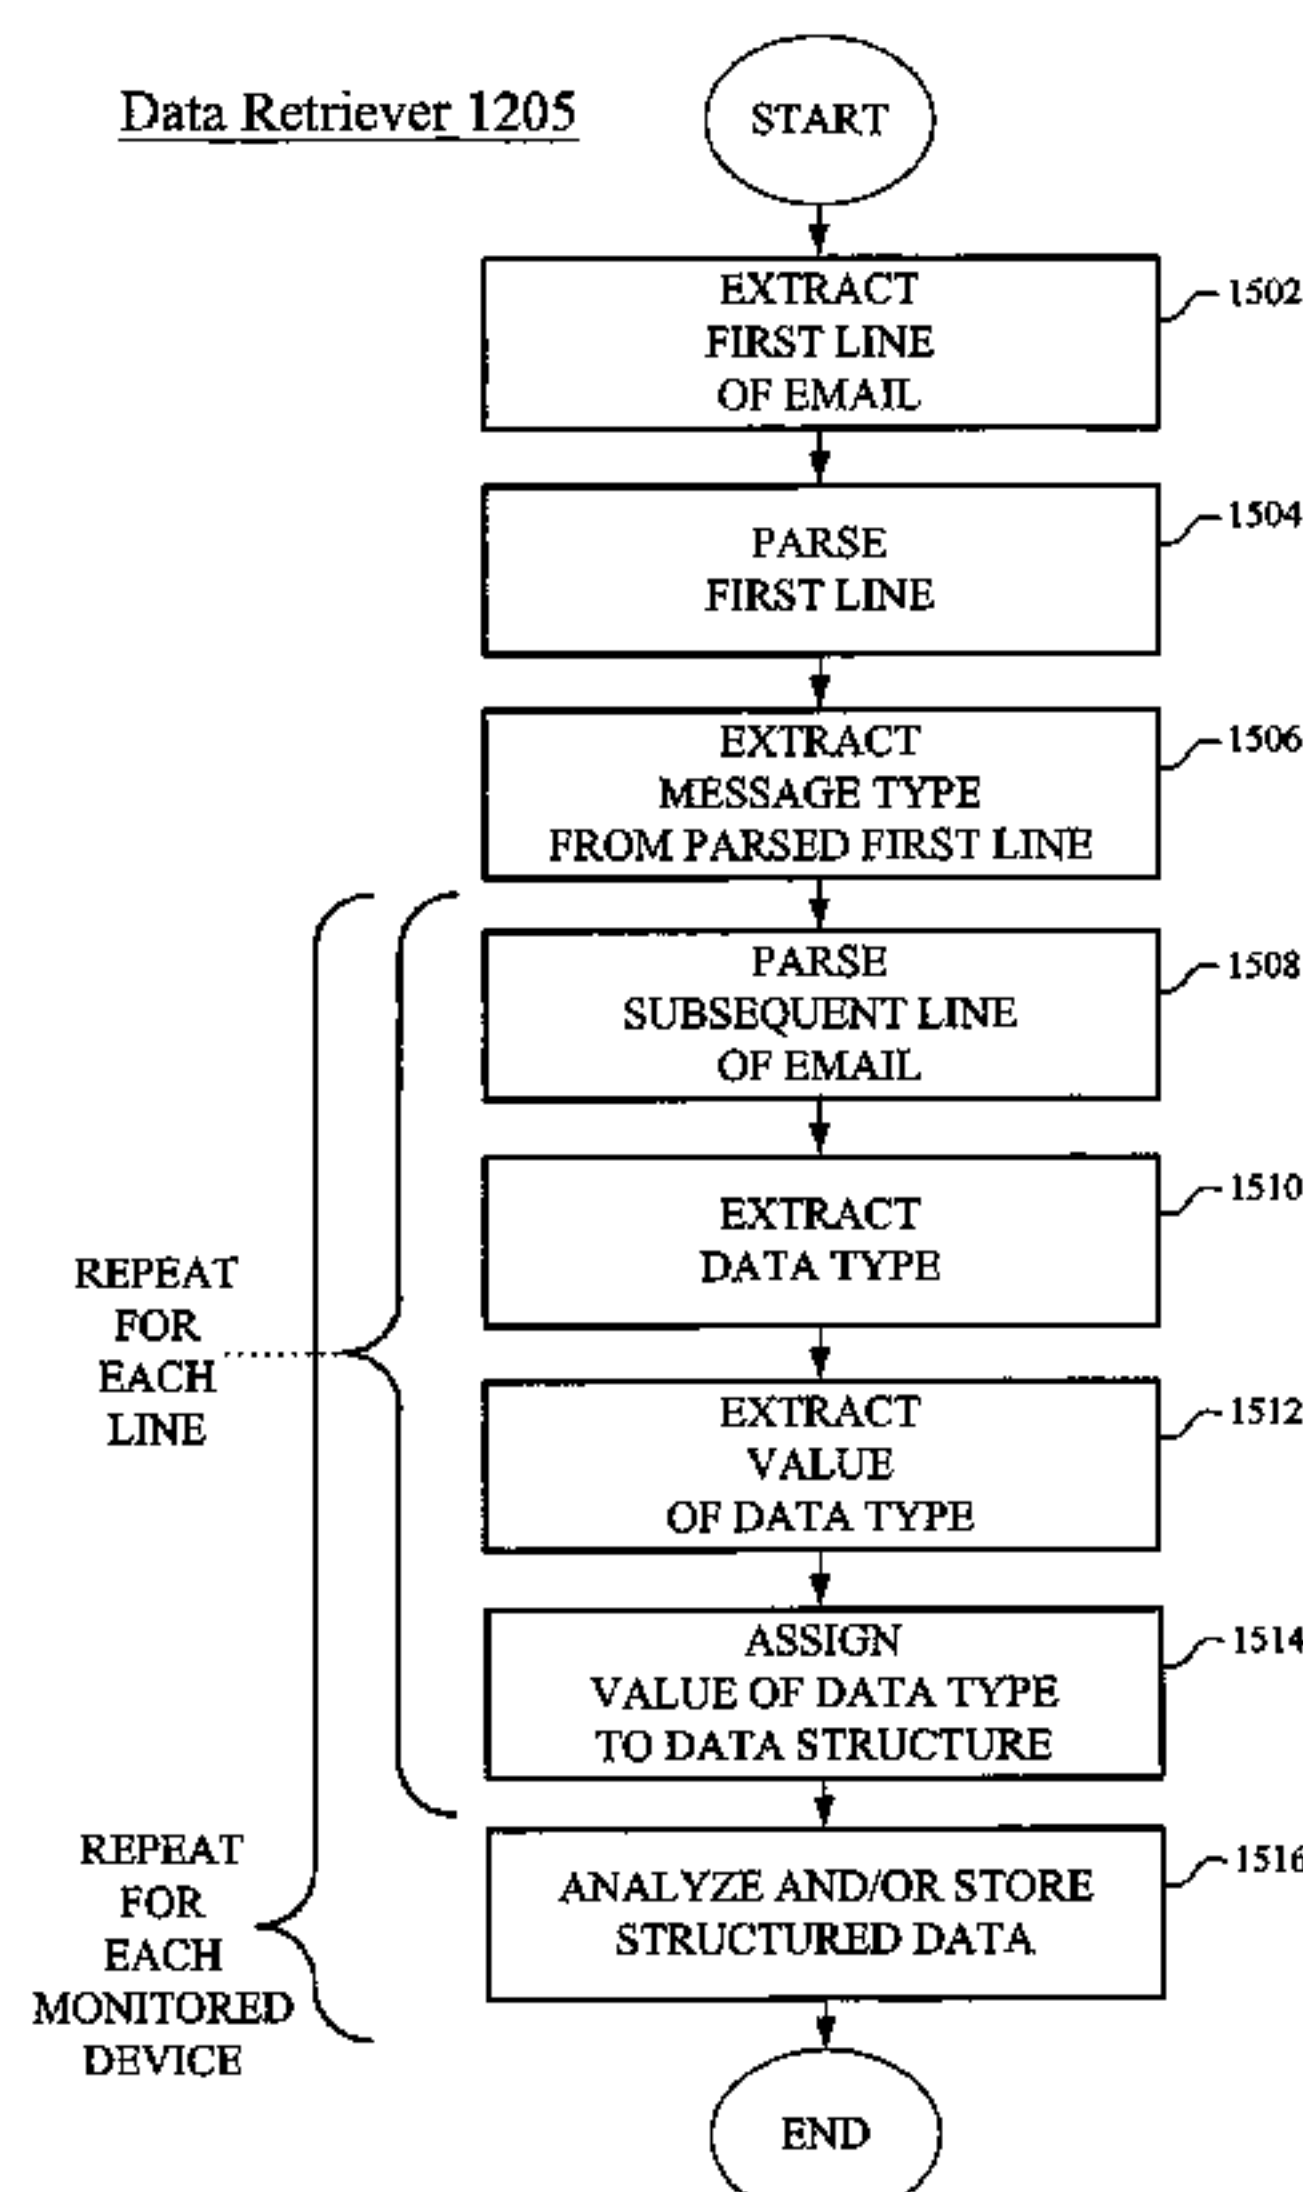 Data Retriever 1205
START
EXTRACT
FIRST LINE
OF EMAIL
1502
PARSE
FIRST LINE
1504
EXTRACT
MESSAGE TYPE
FROM PARSED FIRST LINE
1506
PARSE
SUBSEQUENT LINE
OF EMAIL
1508
EXTRACT
DATA TYPE
1510
REPEAT
FOR
EACH
LINE
EXTRACT
VALUE
OF DATA TYPE
1512
ASSIGN
VALUE OF DATA TYPE
TO DATA STRUCTURE
1514
REPEAT
FOR
EACH
MONITORED
DEVICE
ANALYZE AND/OR STORE
STRUCTURED DATA
1516
END